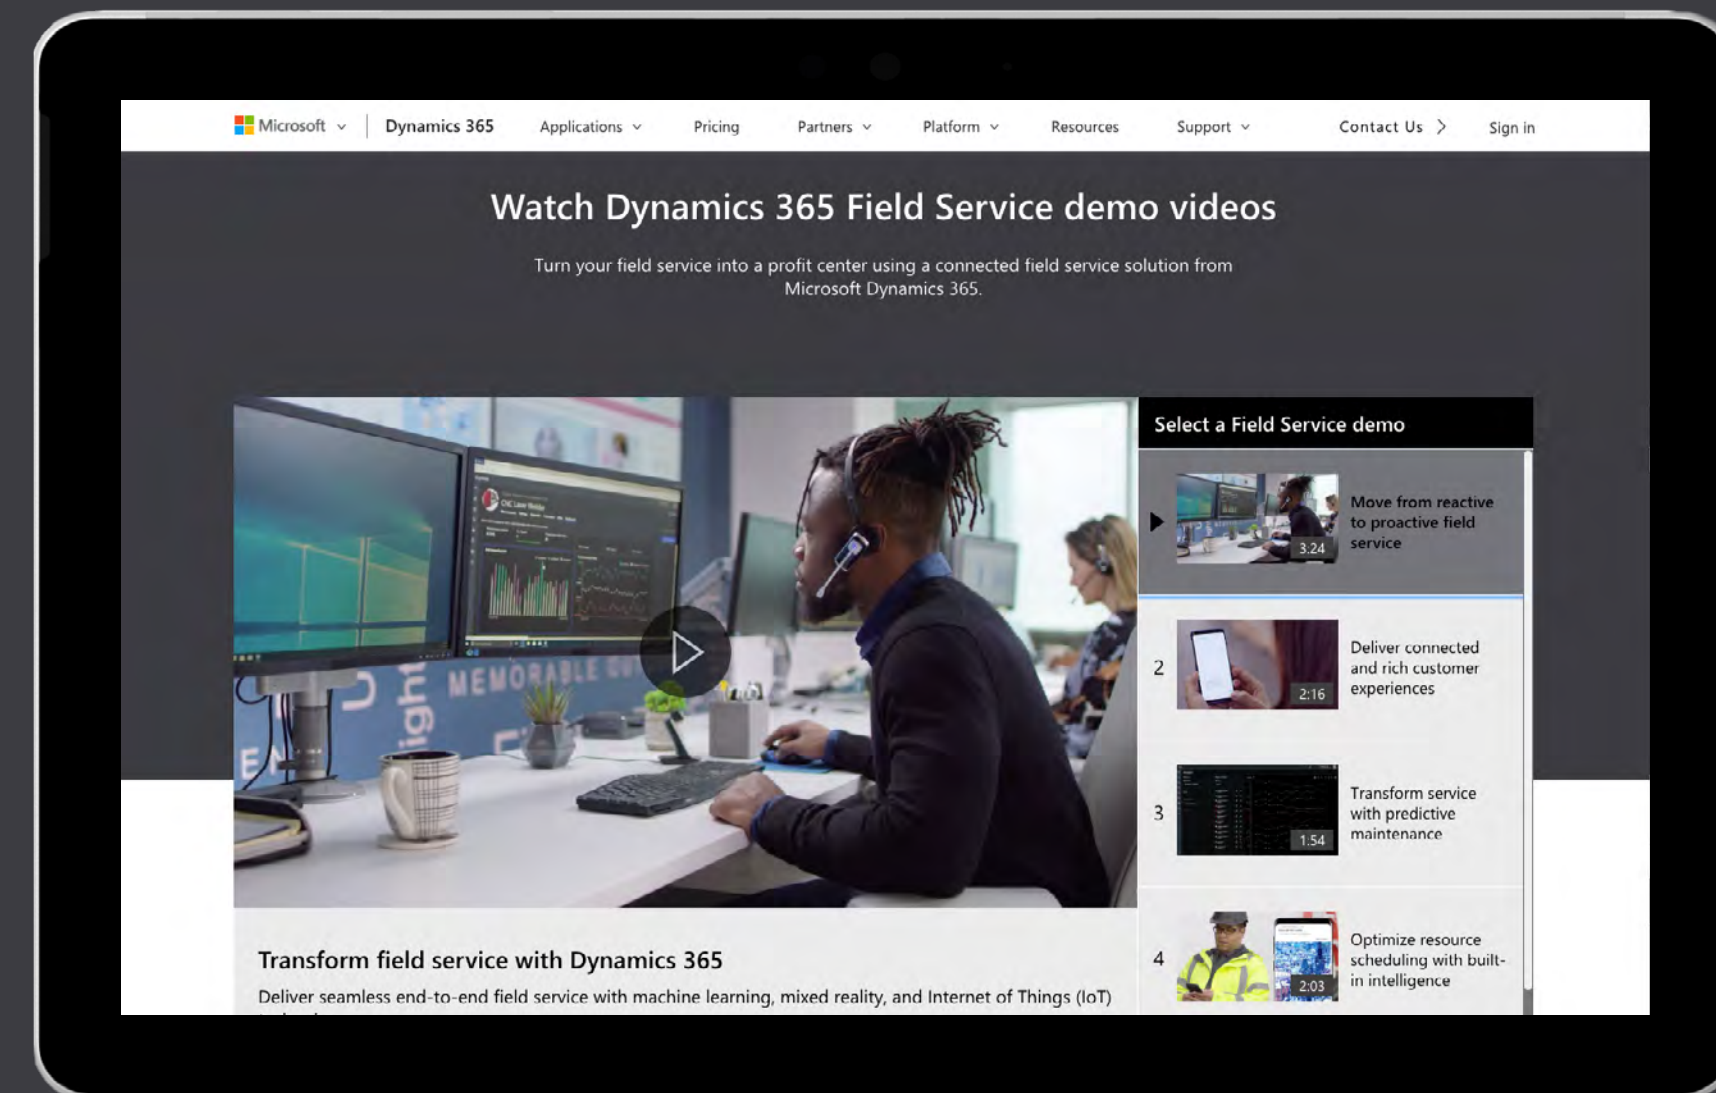 Microsoft
Dynamics 365
Applications
Pricing
Partners
Platform
Resources
Support
Contact Us
Sign in
Watch Dynamics 365 Field Service demo videos
Turn your field service into a profit center using a connected field service solution from
Microsoft Dynamics 365.
MEMORABLE
Select a Field Service demo
3:24
Move from reactive
to proactive field
service
2
2:16
Deliver connected
and rich customer
experiences
3
1:54
Transform service
with predictive
maintenance
4
2:03
Optimize resource
scheduling with built-
in intelligence
Transform field service with Dynamics 365
Deliver seamless end-to-end field service with machine learning, mixed reality, and Internet of Things (IoT)